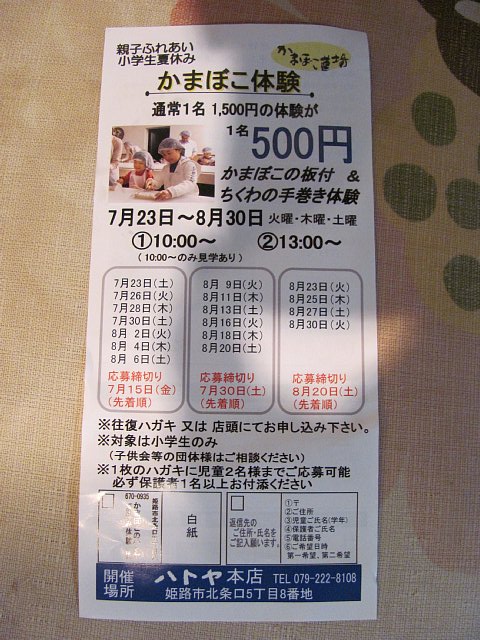 親子ふれあい
小学生夏休み
かまぼこ道場
かまぼこ体験
通常1名 1,500円の体験が
1名 500円
かまぼこの板付 &
ちくわの手巻き体験
7月23日～8月30日 火曜・木曜・土曜
①10:00～ ②13:00～
(10:00～のみ見学あり)
7月23日(土)
7月26日(火)
7月28日(木)
7月30日(土)
8月 2日(火)
8月 4日(木)
8月 6日(土)
応募締切り
7月15日(金)
(先着順)
8月 9日(火)
8月11日(木)
8月13日(土)
8月16日(火)
8月18日(木)
8月20日(土)
応募締切り
7月30日(土)
(先着順)
8月23日(火)
8月25日(木)
8月27日(土)
8月30日(火)
応募締切り
8月20日(土)
(先着順)
※往復ハガキ 又は 店頭にてお申し込み下さい。
※対象は小学生のみ
(子供会等の団体様はご相談ください)
※1枚のハガキに児童2名様までご応募可能
必ず保護者1名以上お付添ください
670-0935
姫路市北
白紙
返信先の
ご住所・氏名を
ご記入願います。
①〒
②ご住所
③児童ご氏名(学年)
④保護者ご氏名
⑤電話番号
⑥ご希望日時
第一希望、第二希望
開催場所
ハトヤ本店 TEL 079-222-8108
姫路市北条口5丁目8番地